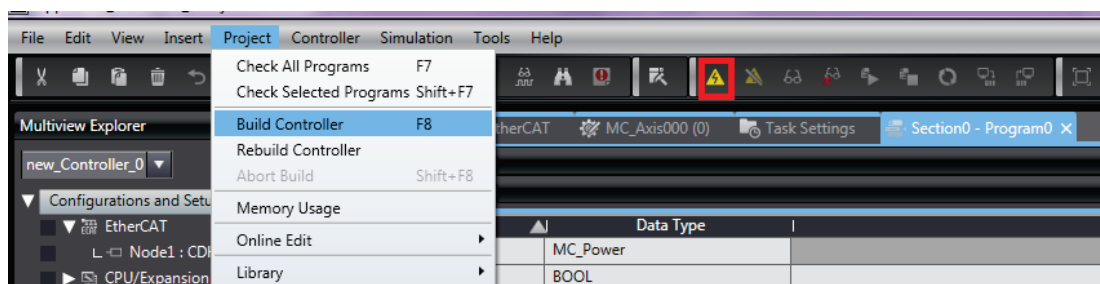 File Edit View Insert Project Controller Simulation Tools Help
Check All Programs F7
Check Selected Programs Shift+F7
Build Controller F8
Rebuild Controller
Abort Build Shift+F8
Memory Usage
Online Edit
Library
Multiview Explorer
new_Controller_0
Configurations and Setu
EtherCAT
Node1 : CDH
CPU/Expansion
therCAT MC_Axis000 (0) Task Settings Section0 - Program0
Data Type
MC_Power
BOOL